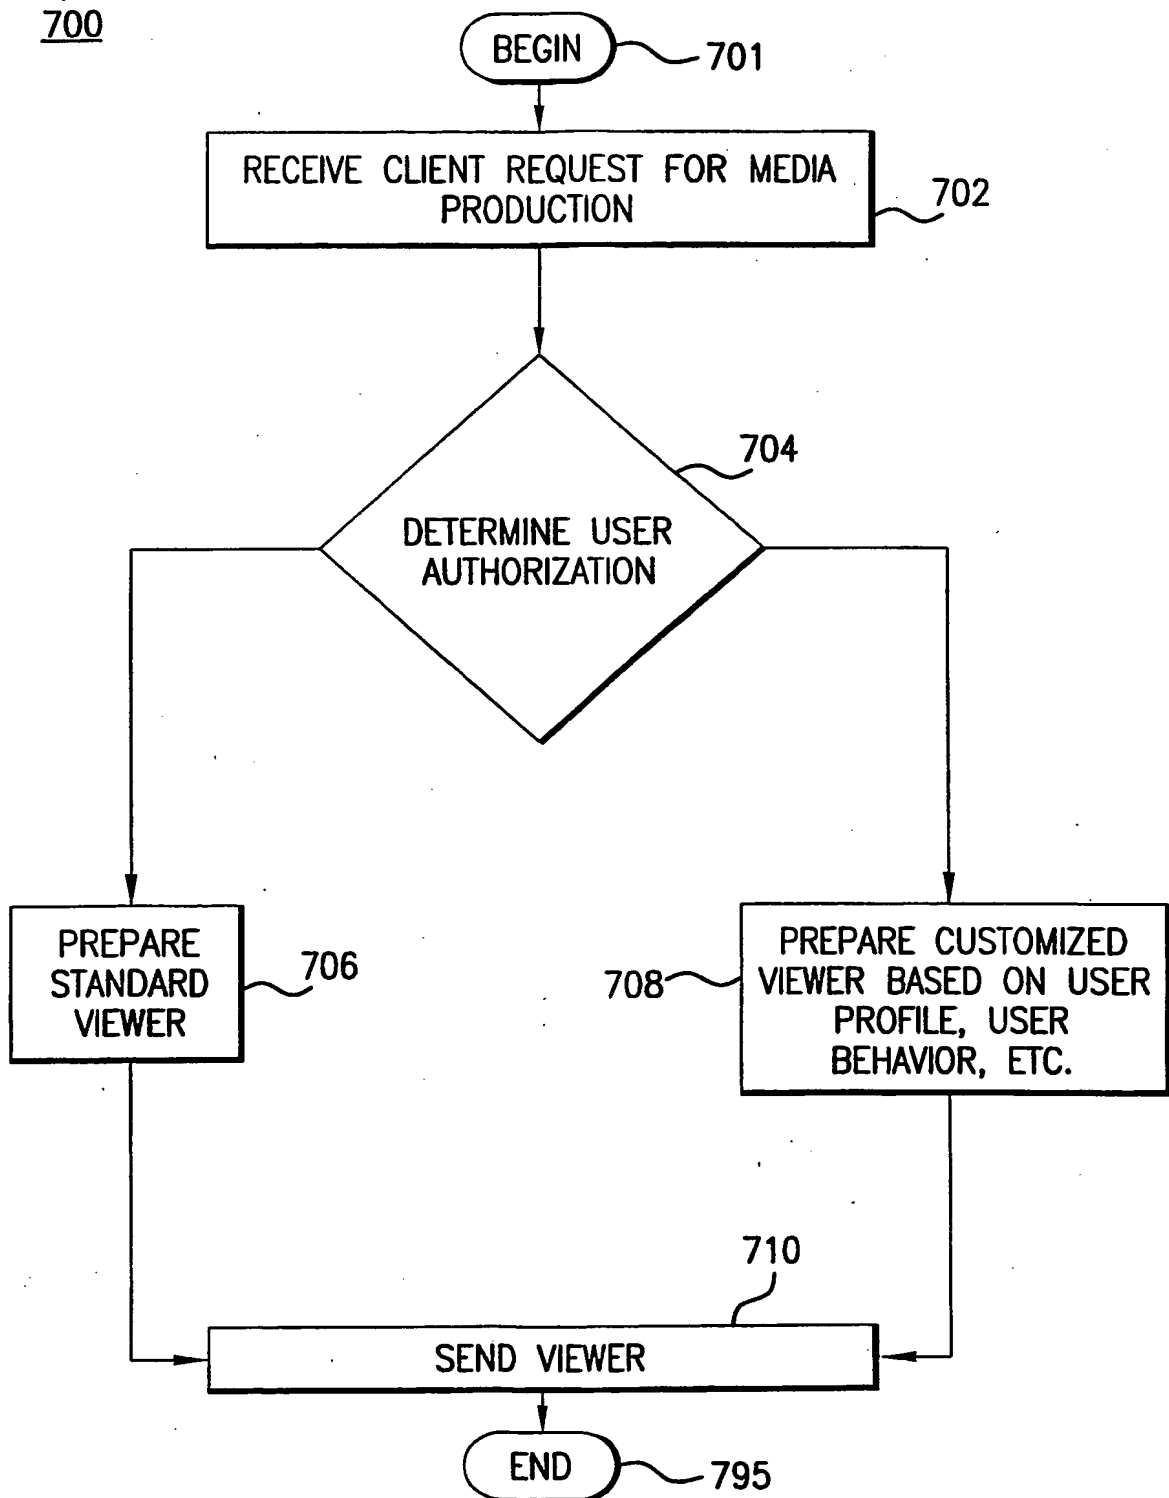 700
BEGIN
701
RECEIVE CLIENT REQUEST FOR MEDIA
PRODUCTION
702
704
DETERMINE USER
AUTHORIZATION
PREPARE
STANDARD
VIEWER
706
708
PREPARE CUSTOMIZED
VIEWER BASED ON USER
PROFILE, USER
BEHAVIOR, ETC.
710
SEND VIEWER
END
795